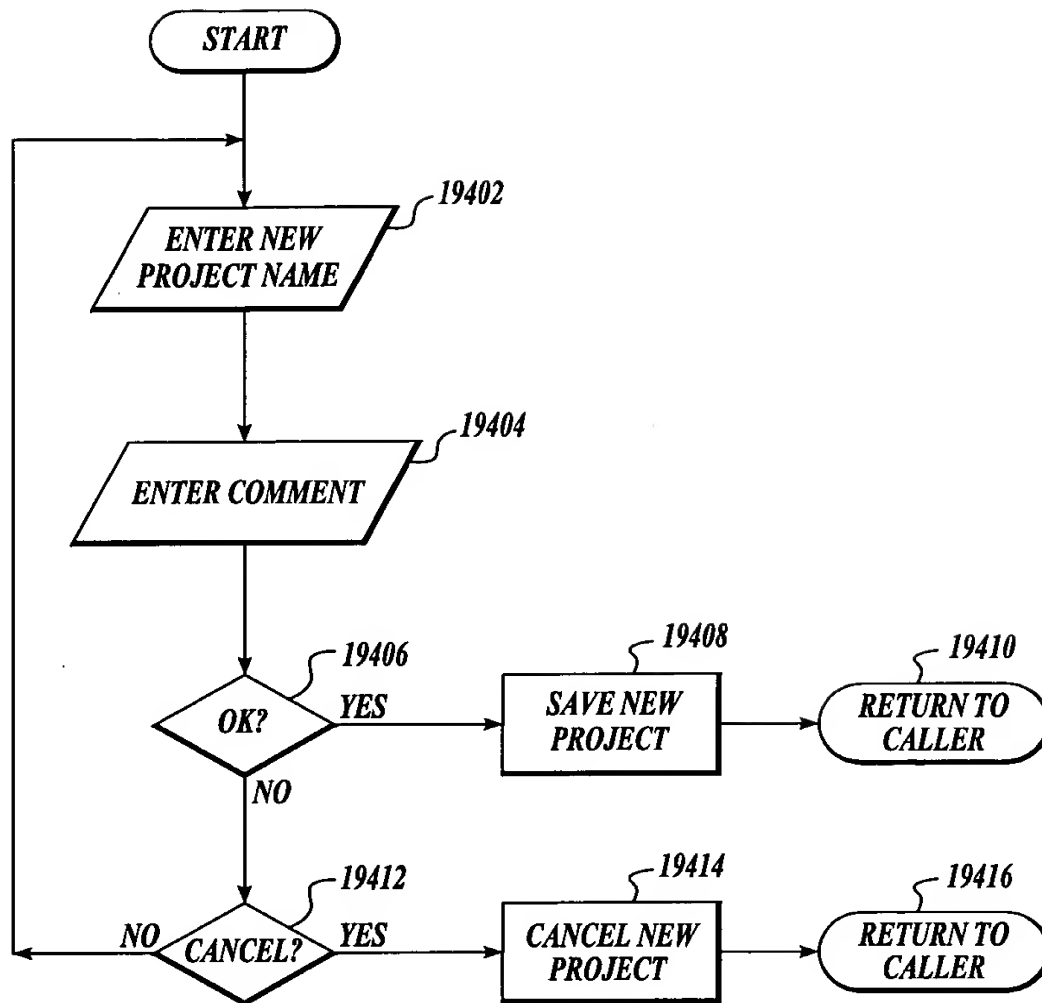 START
19402
ENTER NEW
PROJECT NAME
19404
ENTER COMMENT
19406
OK?
YES
NO
19408
SAVE NEW
PROJECT
19410
RETURN TO
CALLER
19412
NO
CANCEL?
YES
19414
CANCEL NEW
PROJECT
19416
RETURN TO
CALLER